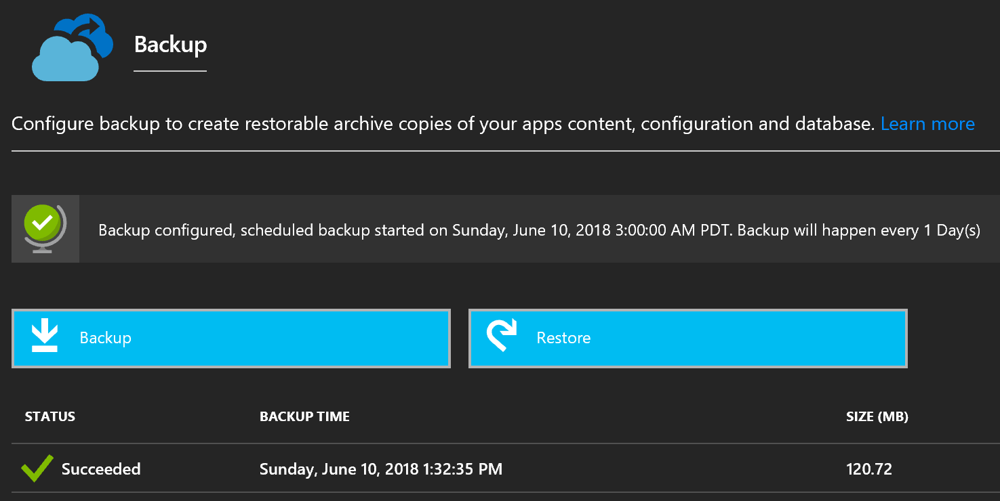 Backup
Configure backup to create restorable archive copies of your apps content, configuration and database. Learn more
Backup configured, scheduled backup started on Sunday, June 10, 2018 3:00:00 AM PDT. Backup will happen every 1 Day(s)
Backup Restore
STATUS BACKUP TIME SIZE (MB)
Succeeded Sunday, June 10, 2018 1:32:35 PM 120.72